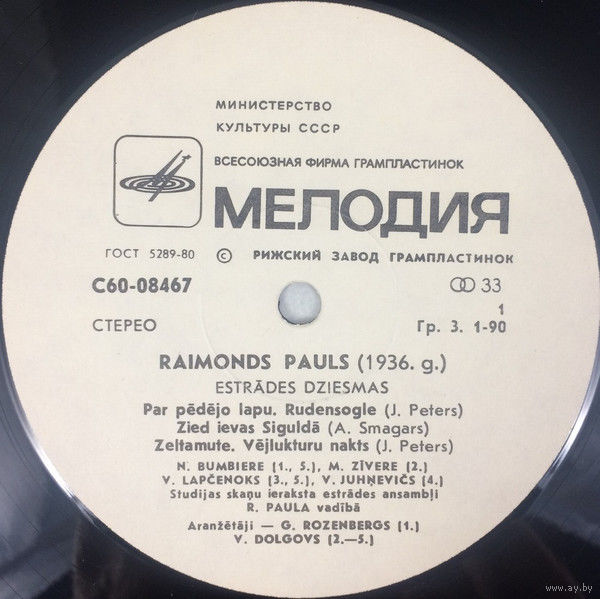 МИНИСТЕРСТВО
КУЛЬТУРЫ СССР
ВСЕСОЮЗНАЯ ФИРМА ГРАМПЛАСТИНОК
МЕЛОДИЯ
ГОСТ 5289-80 © РИЖСКИЙ ЗАВОД ГРАМПЛАСТИНОК
С60-08467 33
1
СТЕРЕО Гр. 3. 1-90
RAIMONDS PAULS (1936. g.)
ESTRĀDES DZIESMAS
Par pēdējo lapu. Rudensogle (J. Peters)
Zied ievas Siguldā (A. Smagars)
Zeltamute. Vējlukturu nakts (J. Peters)
N. BUMBIERE (1., 5.), M. ZĪVERE (2.)
V. LAPČENOKS (3., 5.), V. JUHŅEVIČS (4.)
Studijas skaņu ieraksta estrādes ansambļi
R. PAULA vadībā
Aranžētāji — G. ROZENBERGS (1.)
V. DOLGOVS (2.—5.)
www.ay.by